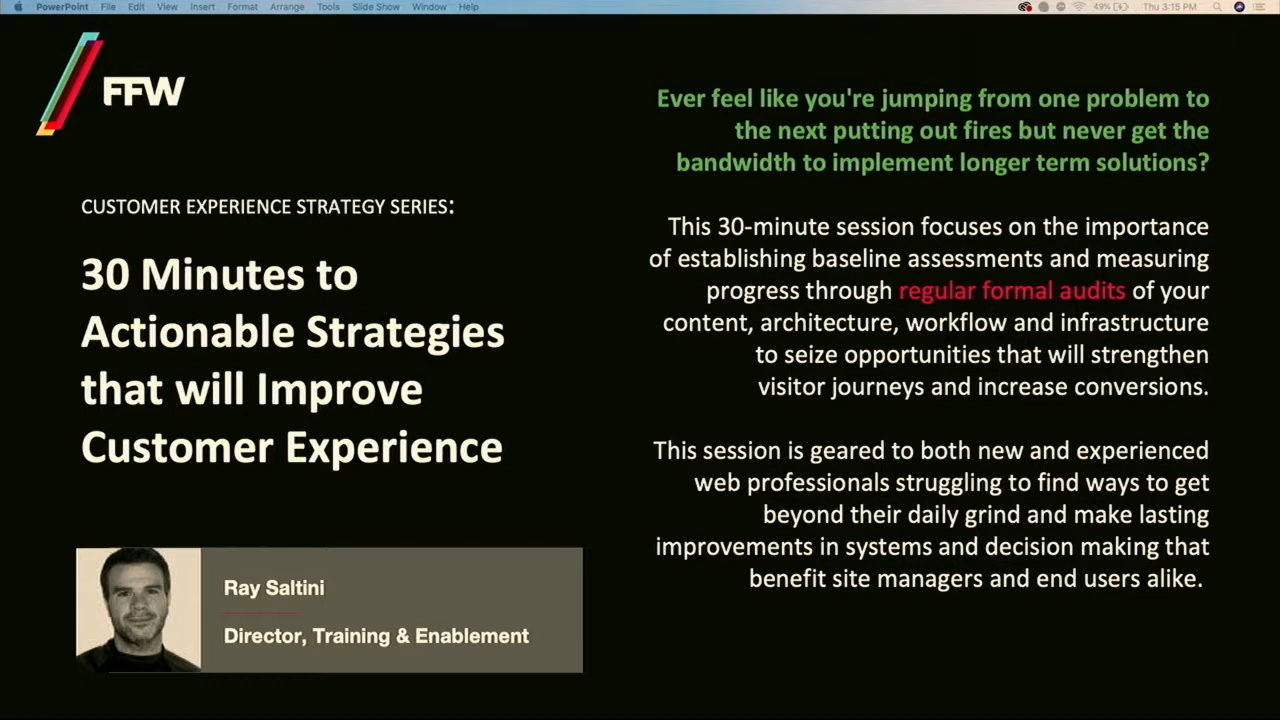 PowerPoint File Edit View Insert Format Arrange Tools Slide Show Window Help 49% Thu 3:15 PM
FFW
CUSTOMER EXPERIENCE STRATEGY SERIES:
30 Minutes to
Actionable Strategies
that will Improve
Customer Experience
Ray Saltini
Director, Training & Enablement
Ever feel like you're jumping from one problem to
the next putting out fires but never get the
bandwidth to implement longer term solutions?
This 30-minute session focuses on the importance
of establishing baseline assessments and measuring
progress through regular formal audits of your
content, architecture, workflow and infrastructure
to seize opportunities that will strengthen
visitor journeys and increase conversions.
This session is geared to both new and experienced
web professionals struggling to find ways to get
beyond their daily grind and make lasting
improvements in systems and decision making that
benefit site managers and end users alike.